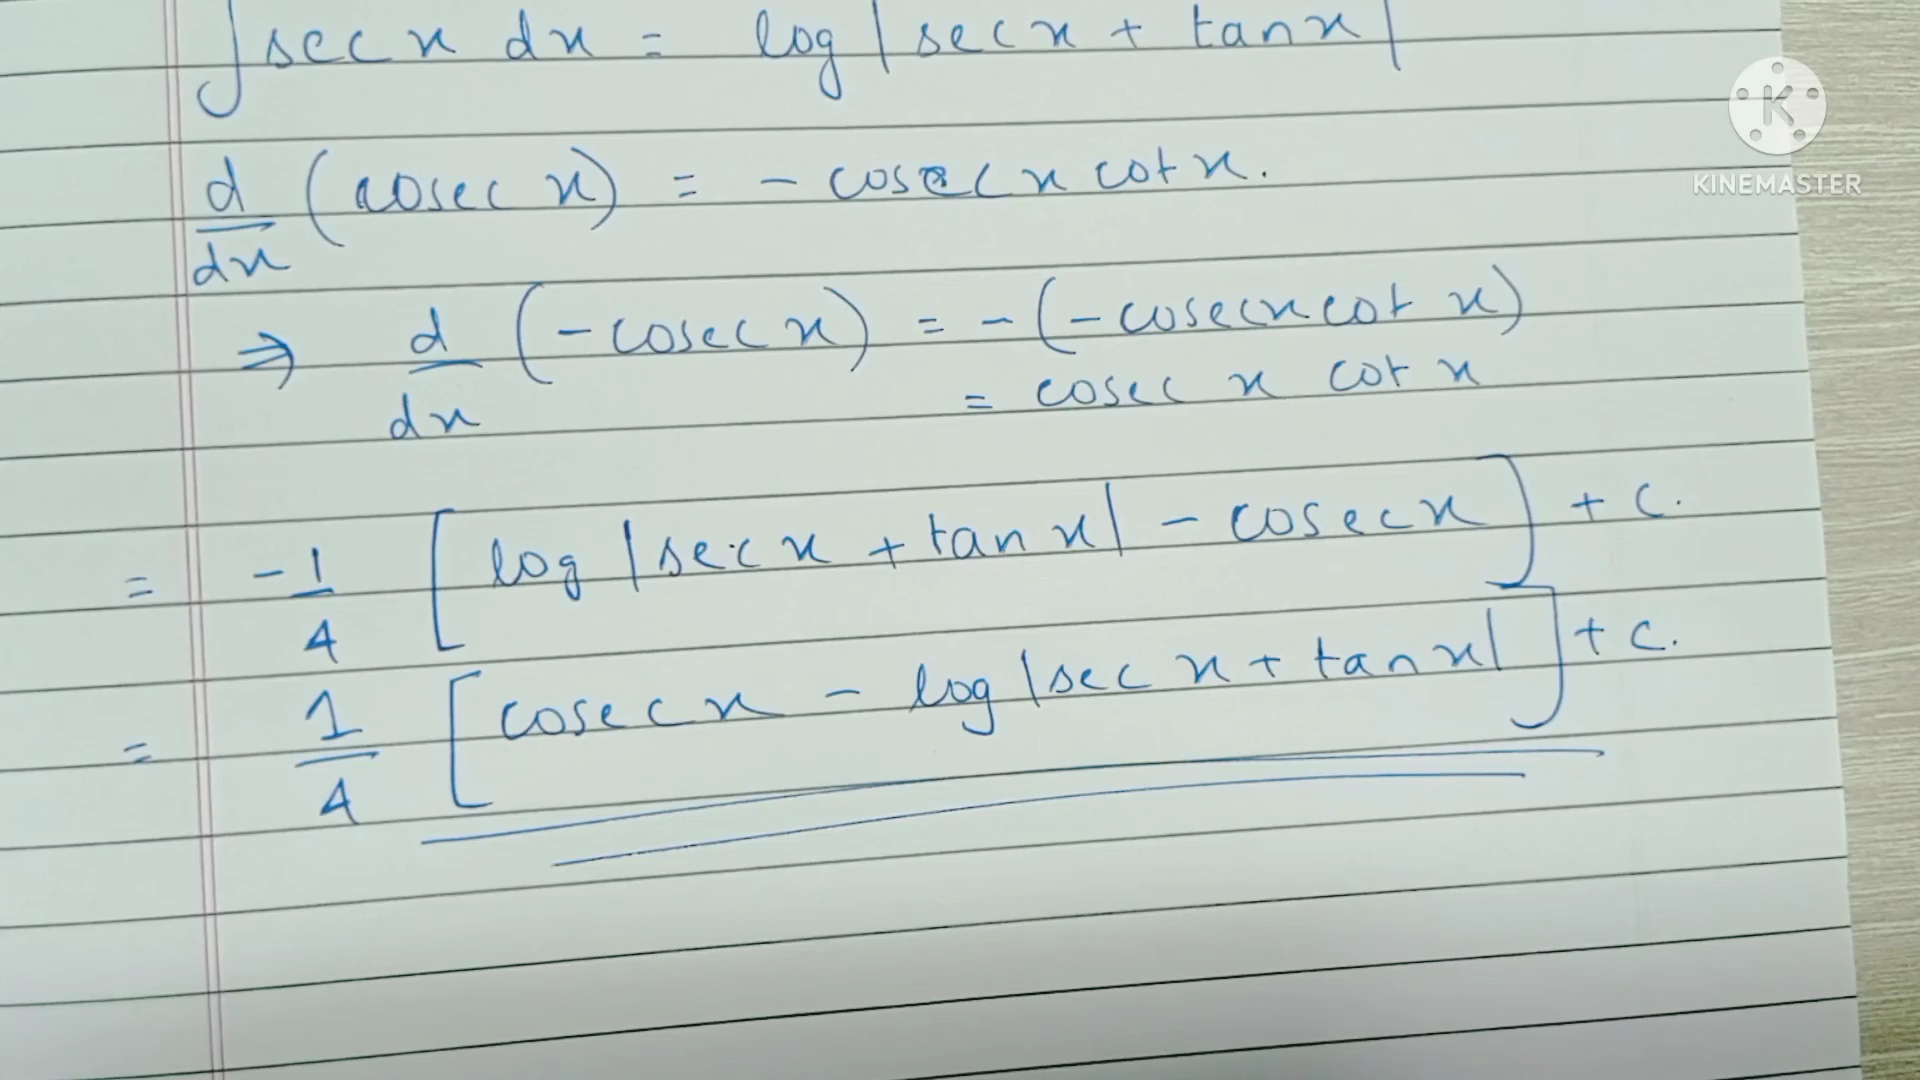 ∫ sec x dx = log |sec x + tan x|
K
KINEMASTER
d/dx (cosec x) = - cosec x cot x.
⇒ d/dx (-cosec x) = - (-cosec x cot x)
= cosec x cot x
= -1/4 [log |sec x + tan x| - cosec x] + c.
= 1/4 [cosec x - log |sec x + tan x|] + c.